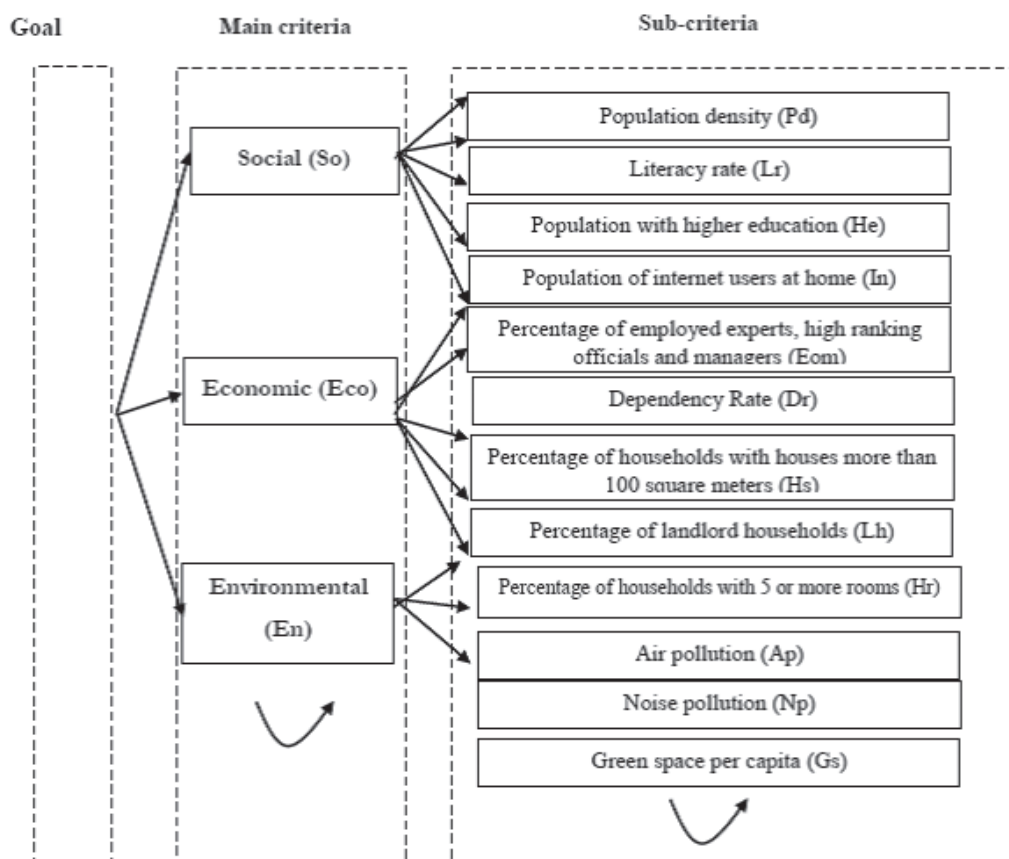 Goal
Main criteria
Sub-criteria
Social (So)
Economic (Eco)
Environmental
(En)
Population density (Pd)
Literacy rate (Lr)
Population with higher education (He)
Population of internet users at home (In)
Percentage of employed experts, high ranking
officials and managers (Eom)
Dependency Rate (Dr)
Percentage of households with houses more than
100 square meters (Hs)
Percentage of landlord households (Lh)
Percentage of households with 5 or more rooms (Hr)
Air pollution (Ap)
Noise pollution (Np)
Green space per capita (Gs)